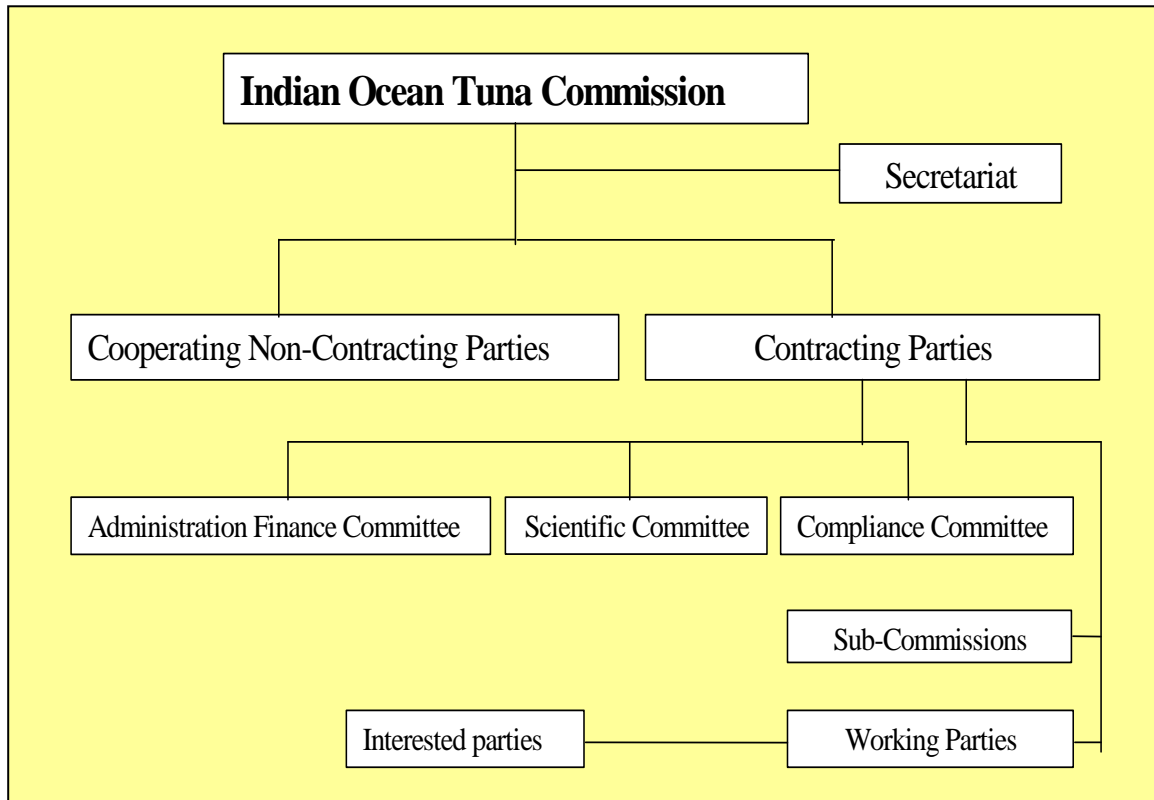 Indian Ocean Tuna Commission
Secretariat
Cooperating Non-Contracting Parties
Contracting Parties
Administration Finance Committee
Scientific Committee
Compliance Committee
Sub-Commissions
Interested parties
Working Parties